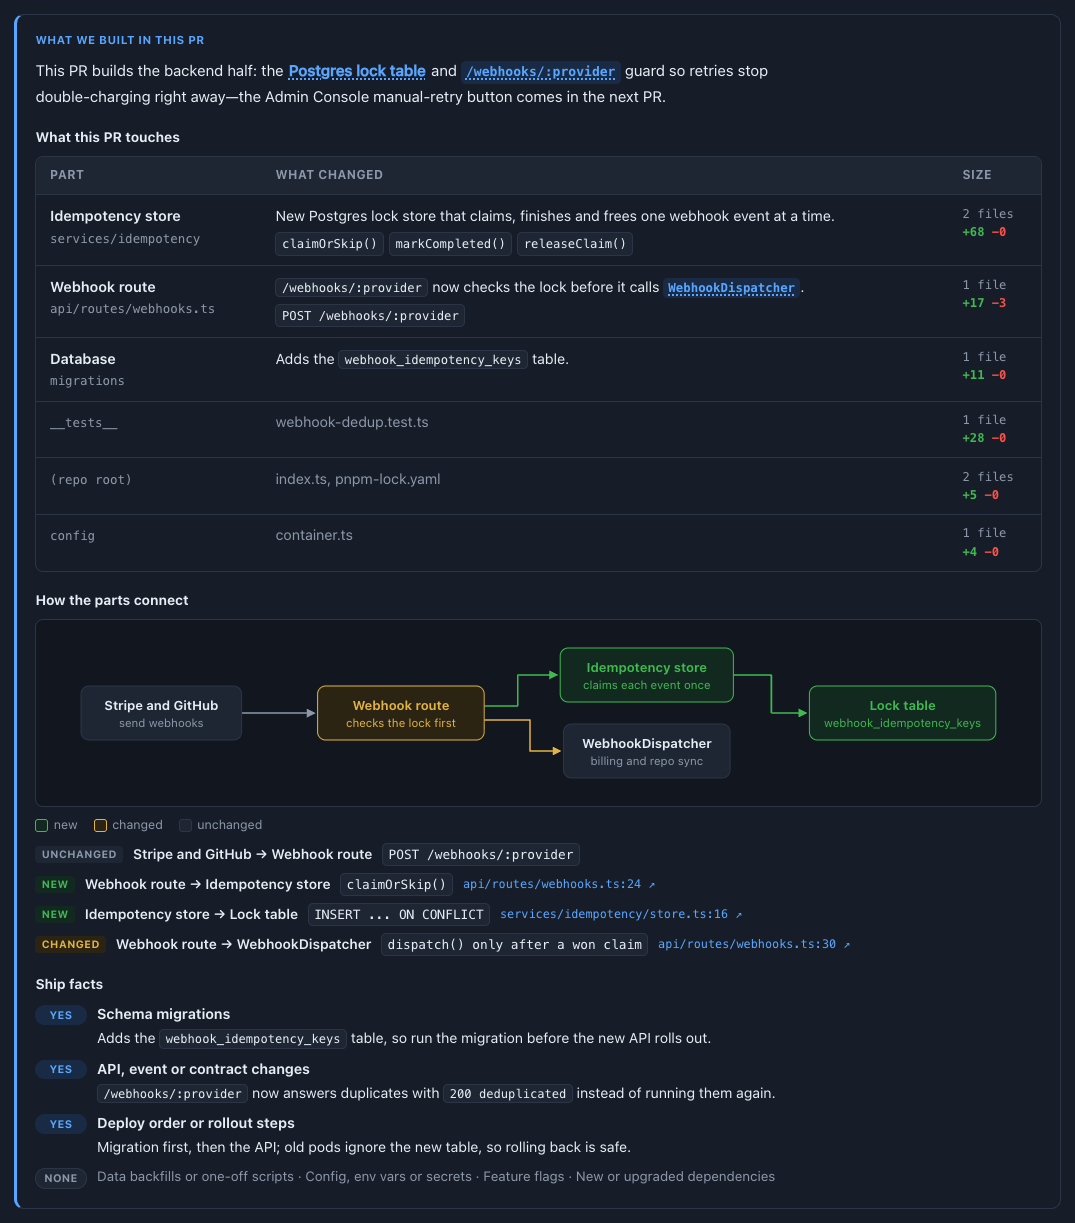 WHAT WE BUILT IN THIS PR
This PR builds the backend half: the Postgres lock table and /webhooks/:provider guard so retries stop
double-charging right away—the Admin Console manual-retry button comes in the next PR.
What this PR touches
PART WHAT CHANGED SIZE
Idempotency store New Postgres lock store that claims, finishes and frees one webhook event at a time. 2 files
services/idempotency claimOrSkip() markCompleted() releaseClaim() +68 −0
Webhook route /webhooks/:provider now checks the lock before it calls WebhookDispatcher. 1 file
api/routes/webhooks.ts POST /webhooks/:provider +17 −3
Database Adds the webhook_idempotency_keys table. 1 file
migrations +11 −0
__tests__ webhook-dedup.test.ts 1 file
+28 −0
(repo root) index.ts, pnpm-lock.yaml 2 files
+5 −0
config container.ts 1 file
+4 −0
How the parts connect
Stripe and GitHub
send webhooks
Webhook route
checks the lock first
Idempotency store
claims each event once
WebhookDispatcher
billing and repo sync
Lock table
webhook_idempotency_keys
new changed unchanged
UNCHANGED Stripe and GitHub → Webhook route POST /webhooks/:provider
NEW Webhook route → Idempotency store claimOrSkip() api/routes/webhooks.ts:24 ↗
NEW Idempotency store → Lock table INSERT ... ON CONFLICT services/idempotency/store.ts:16 ↗
CHANGED Webhook route → WebhookDispatcher dispatch() only after a won claim api/routes/webhooks.ts:30 ↗
Ship facts
YES Schema migrations
Adds the webhook_idempotency_keys table, so run the migration before the new API rolls out.
YES API, event or contract changes
/webhooks/:provider now answers duplicates with 200 deduplicated instead of running them again.
YES Deploy order or rollout steps
Migration first, then the API; old pods ignore the new table, so rolling back is safe.
NONE Data backfills or one-off scripts · Config, env vars or secrets · Feature flags · New or upgraded dependencies